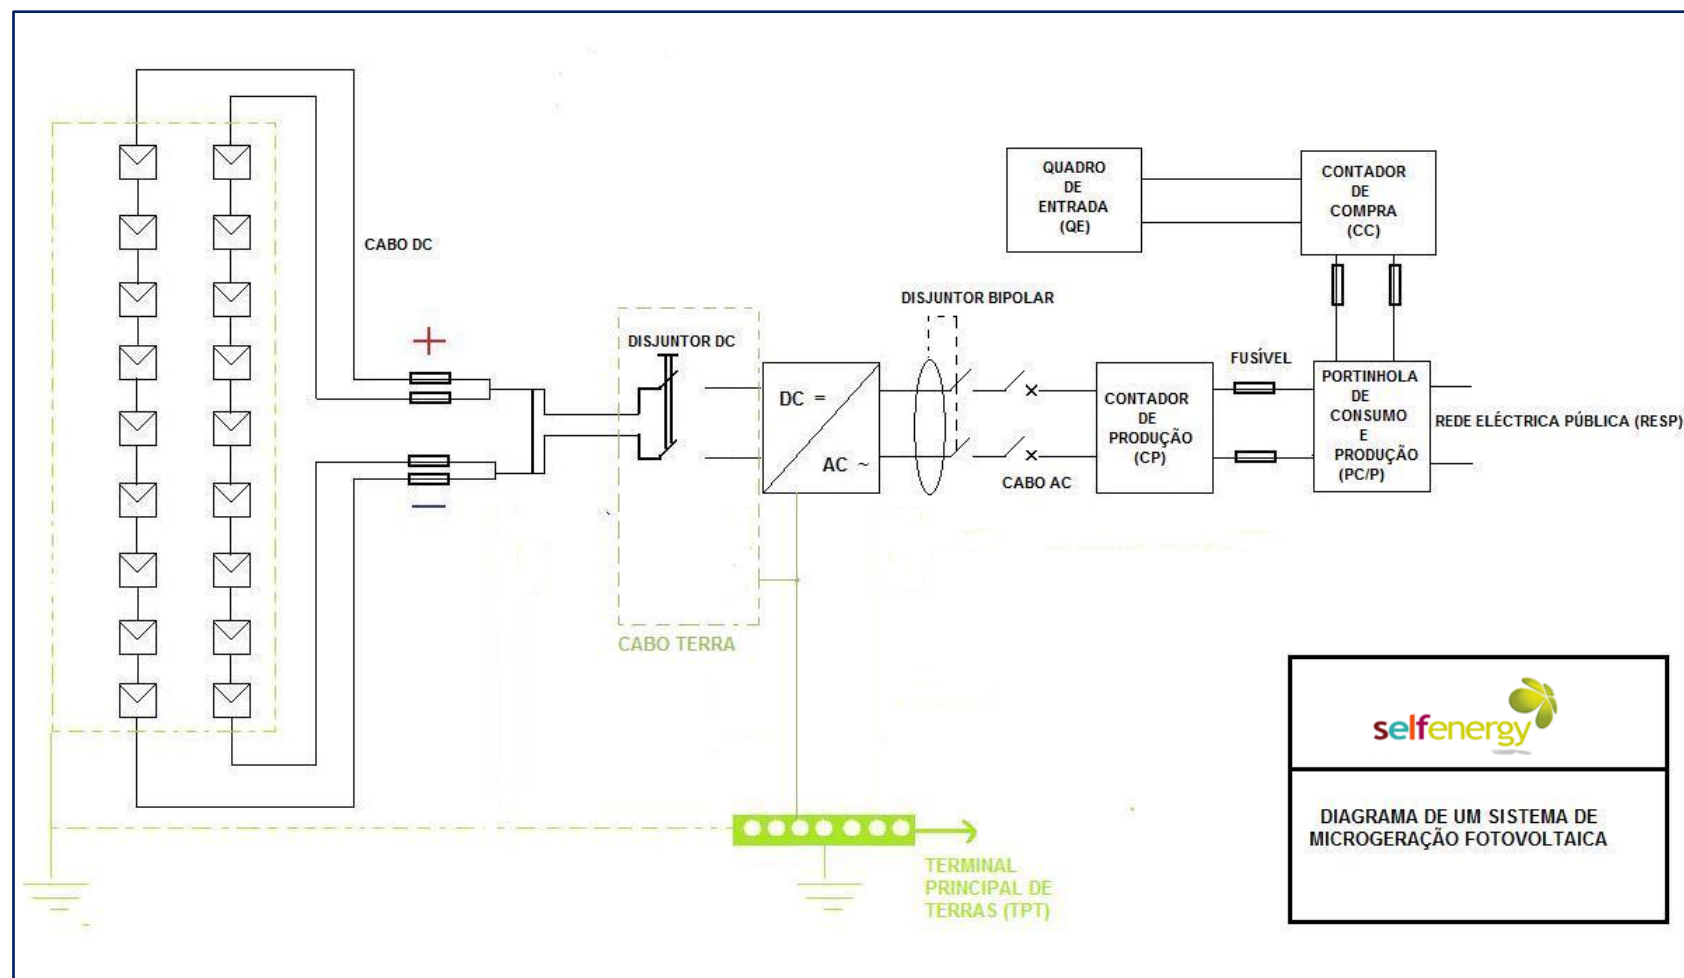 QUADRO
DE
ENTRADA
(QE)
CONTADOR
DE
COMPRA
(CC)
CABO DC
DISJUNTOR BIPOLAR
DISJUNTOR DC
+
FUSÍVEL
PORTINHOLA
DE
CONSUMO
E
PRODUÇÃO
(PC/P)
DC =
AC ~
CONTADOR
DE
PRODUÇÃO
(CP)
REDE ELÉCTRICA PÚBLICA (RESP)
CABO AC
—
CABO TERRA
selfenergy
DIAGRAMA DE UM SISTEMA DE
MICROGERAÇÃO FOTOVOLTAICA
TERMINAL
PRINCIPAL DE
TERRAS (TPT)